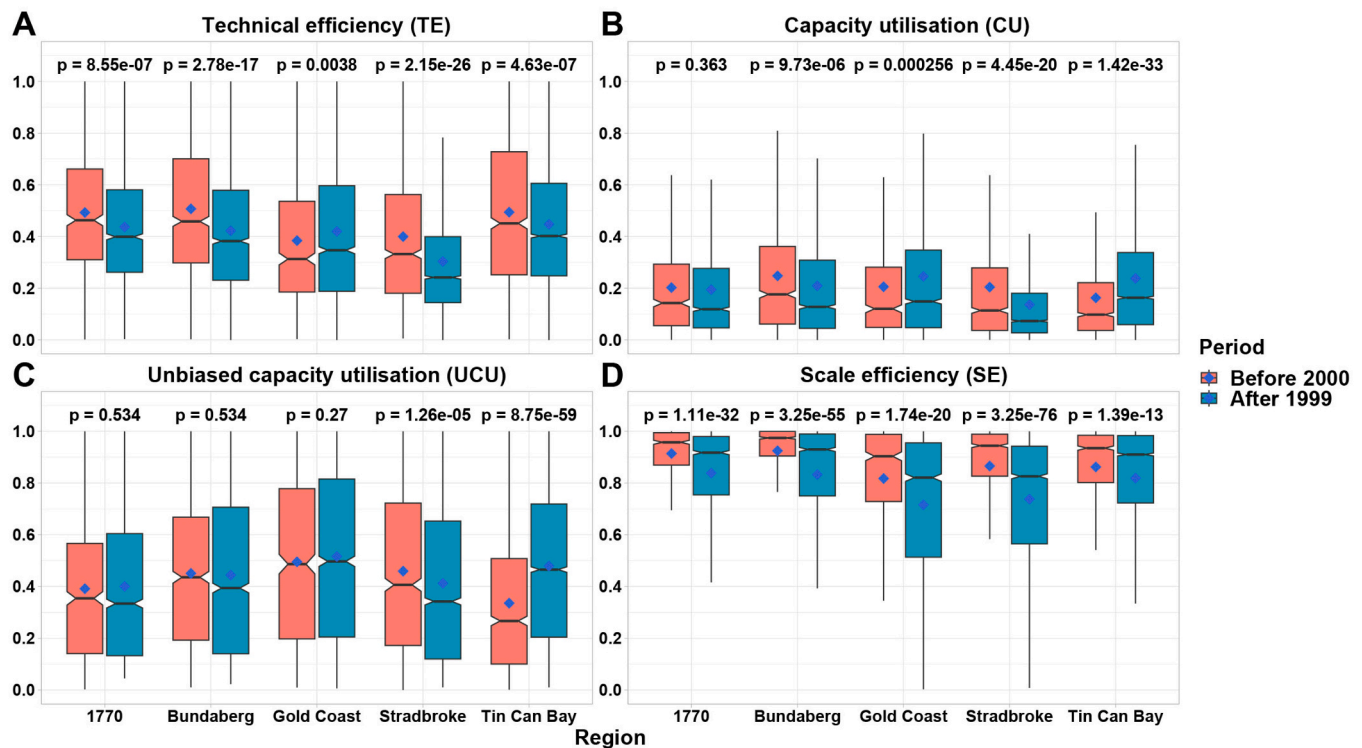 A Technical efficiency (TE)
p = 8.55e-07 p = 2.78e-17 p = 0.0038 p = 2.15e-26 p = 4.63e-07
1.0
0.8
0.6
0.4
0.2
0.0
B Capacity utilisation (CU)
p = 0.363 p = 9.73e-06 p = 0.000256 p = 4.45e-20 p = 1.42e-33
1.0
0.8
0.6
0.4
0.2
0.0
C Unbiased capacity utilisation (UCU)
p = 0.534 p = 0.534 p = 0.27 p = 1.26e-05 p = 8.75e-59
1.0
0.8
0.6
0.4
0.2
0.0
1770 Bundaberg Gold Coast Stradbroke Tin Can Bay
D Scale efficiency (SE)
p = 1.11e-32 p = 3.25e-55 p = 1.74e-20 p = 3.25e-76 p = 1.39e-13
1.0
0.8
0.6
0.4
0.2
0.0
1770 Bundaberg Gold Coast Stradbroke Tin Can Bay
Region
Period
Before 2000
After 1999